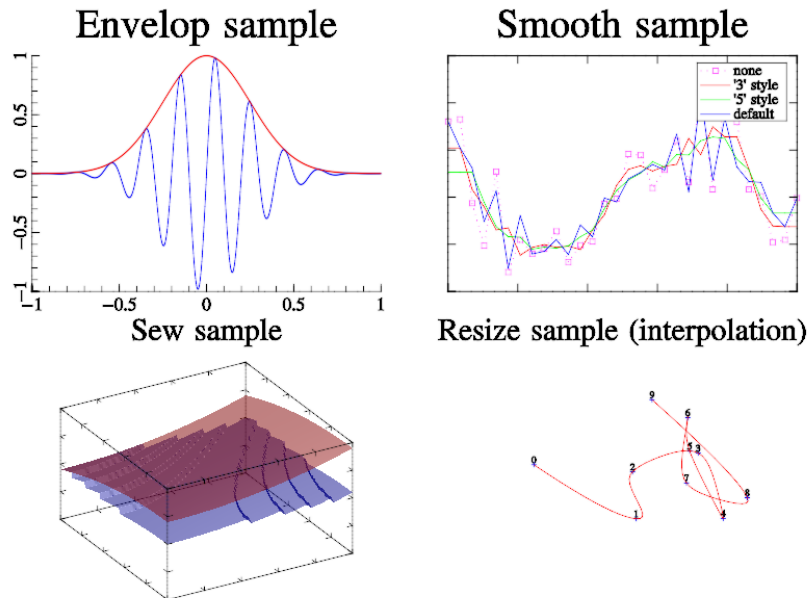 Envelop sample
1
0.5
0
−0.5
−1
−1
−0.5
0
0.5
1
Smooth sample
none
'3' style
'5' style
default
Sew sample
Resize sample (interpolation)
9
6
5
3
0
2
7
8
1
4